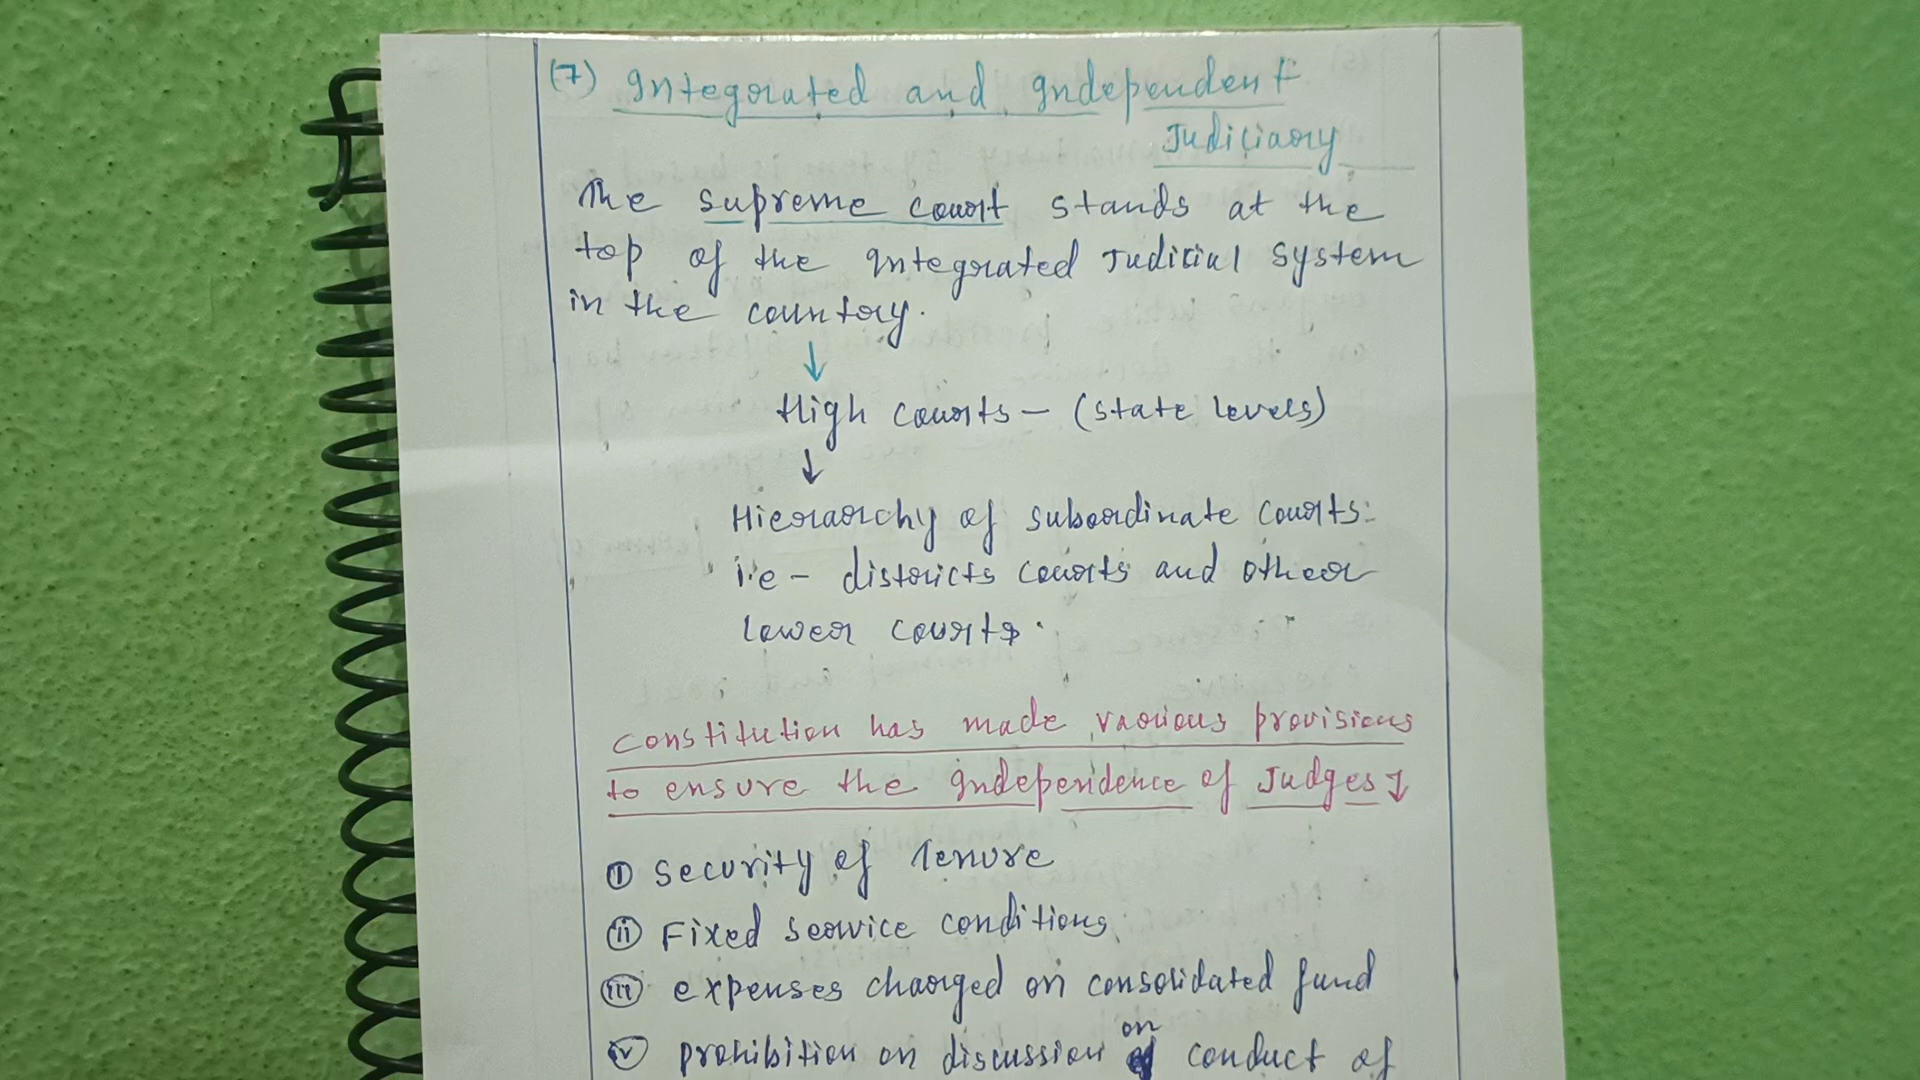 (7) Integrated and Independent
Judiciary
The supreme court stands at the
top of the Integrated Judicial system
in the country.
↓
High courts - (state levels)
↓
Hierarchy of subordinate courts:
i.e - districts courts and other
lower courts.
constitution has made various provisions
to ensure the Independence of Judges ↓
(i) security of Tenure
(ii) Fixed service conditions
(iii) expenses charged on consolidated fund
on
(iv) prohibition on discussion conduct of